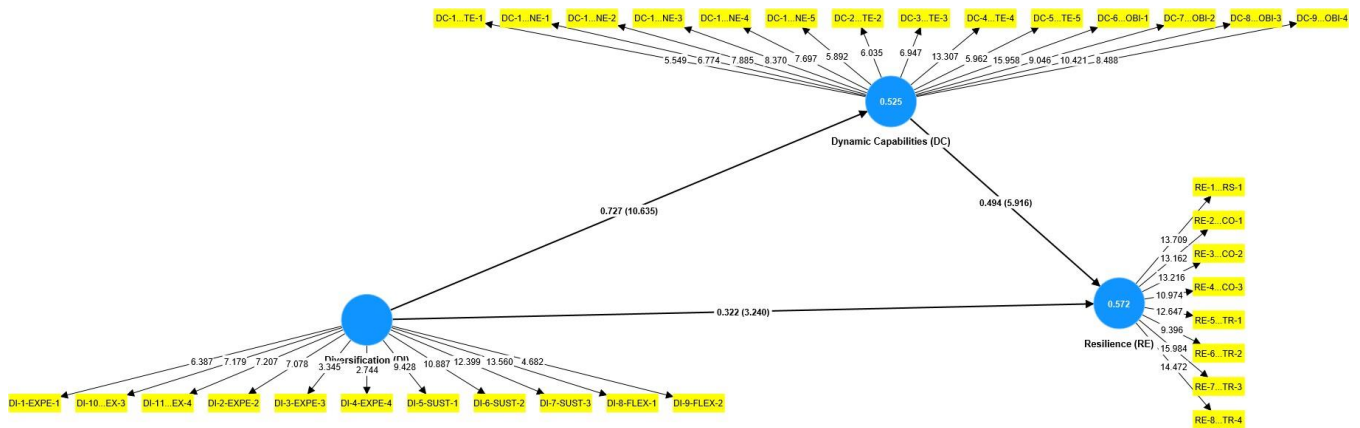 DC-1...TE-1 DC-1...NE-1 DC-1...NE-2 DC-1...NE-3 DC-1...NE-4 DC-1...NE-5 DC-2...TE-2 DC-3...TE-3 DC-4...TE-4 DC-5...TE-5 DC-6...OBI-1 DC-7...OBI-2 DC-8...OBI-3 DC-9...OBI-4
5.549 6.774 7.885 8.370 7.697 5.892 6.035 6.947 13.307 5.962 15.958 9.046 10.421 8.488
0.525
Dynamic Capabilities (DC)
0.727 (10.635)
0.494 (5.916)
0.322 (3.240)
RE-1...RS-1
RE-2...CO-1
RE-3...CO-2
RE-4...CO-3
RE-5...TR-1
RE-6...TR-2
RE-7...TR-3
RE-8...TR-4
13.709
13.162
13.216
10.974
12.647
9.396
15.984
14.472
0.572
Resilience (RE)
Diversification (DI)
6.387 7.179 7.207 7.078 3.345 2.744 9.428 10.887 12.399 13.560 4.682
DI-1-EXPE-1 DI-10...EX-3 DI-11...EX-4 DI-2-EXPE-2 DI-3-EXPE-3 DI-4-EXPE-4 DI-5-SUST-1 DI-6-SUST-2 DI-7-SUST-3 DI-8-FLEX-1 DI-9-FLEX-2